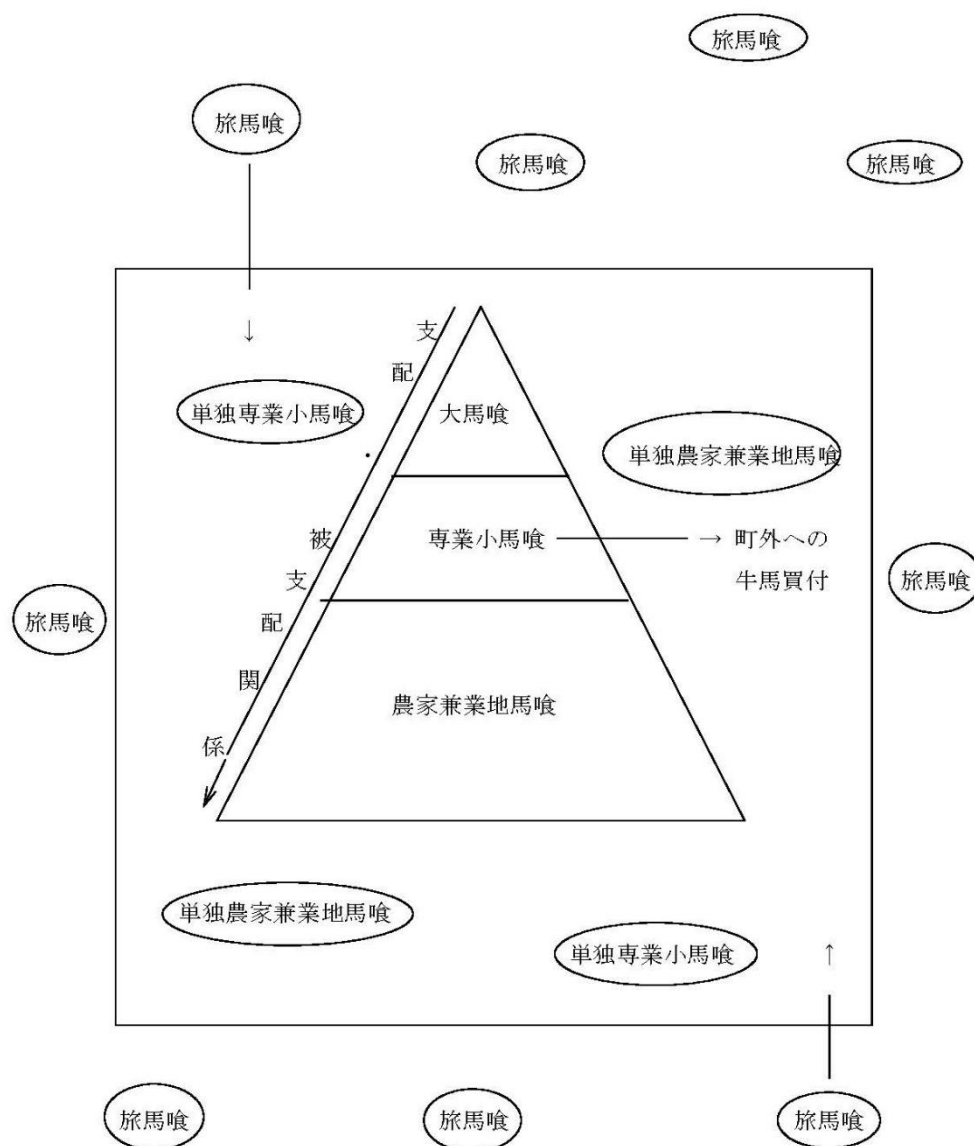 旅馬喰
旅馬喰
旅馬喰
旅馬喰
↓
支配被支配関係
大馬喰
単独専業小馬喰
単独農家兼業地馬喰
専業小馬喰
→ 町外への
牛馬買付
旅馬喰
旅馬喰
農家兼業地馬喰
単独農家兼業地馬喰
単独専業小馬喰
↑
旅馬喰
旅馬喰
旅馬喰